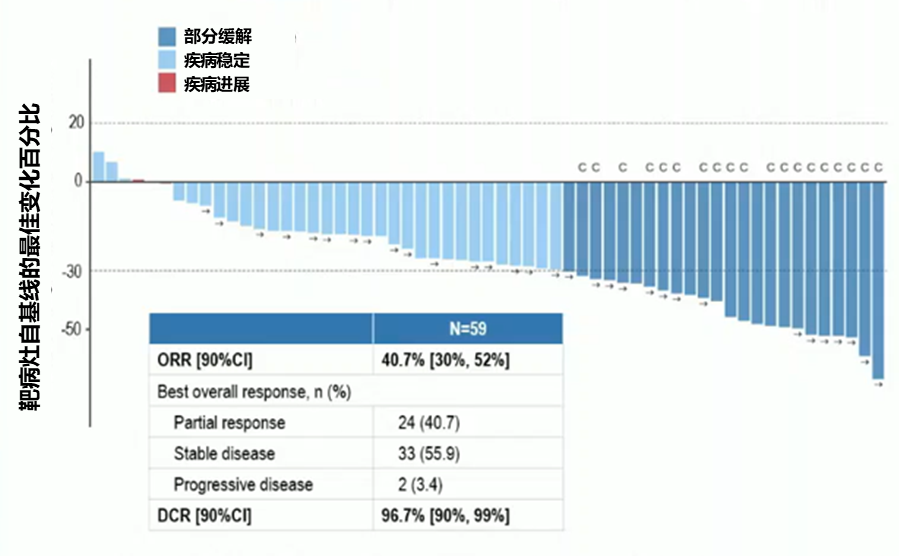 部分缓解
疾病稳定
疾病进展
靶病灶自基线的最佳变化百分比
20
C C C C C C C C C C C C C C C C C C C
0
-30
-50
N=59
ORR [90%CI] 40.7% [30%, 52%]
Best overall response, n (%)
Partial response 24 (40.7)
Stable disease 33 (55.9)
Progressive disease 2 (3.4)
DCR [90%CI] 96.7% [90%, 99%]